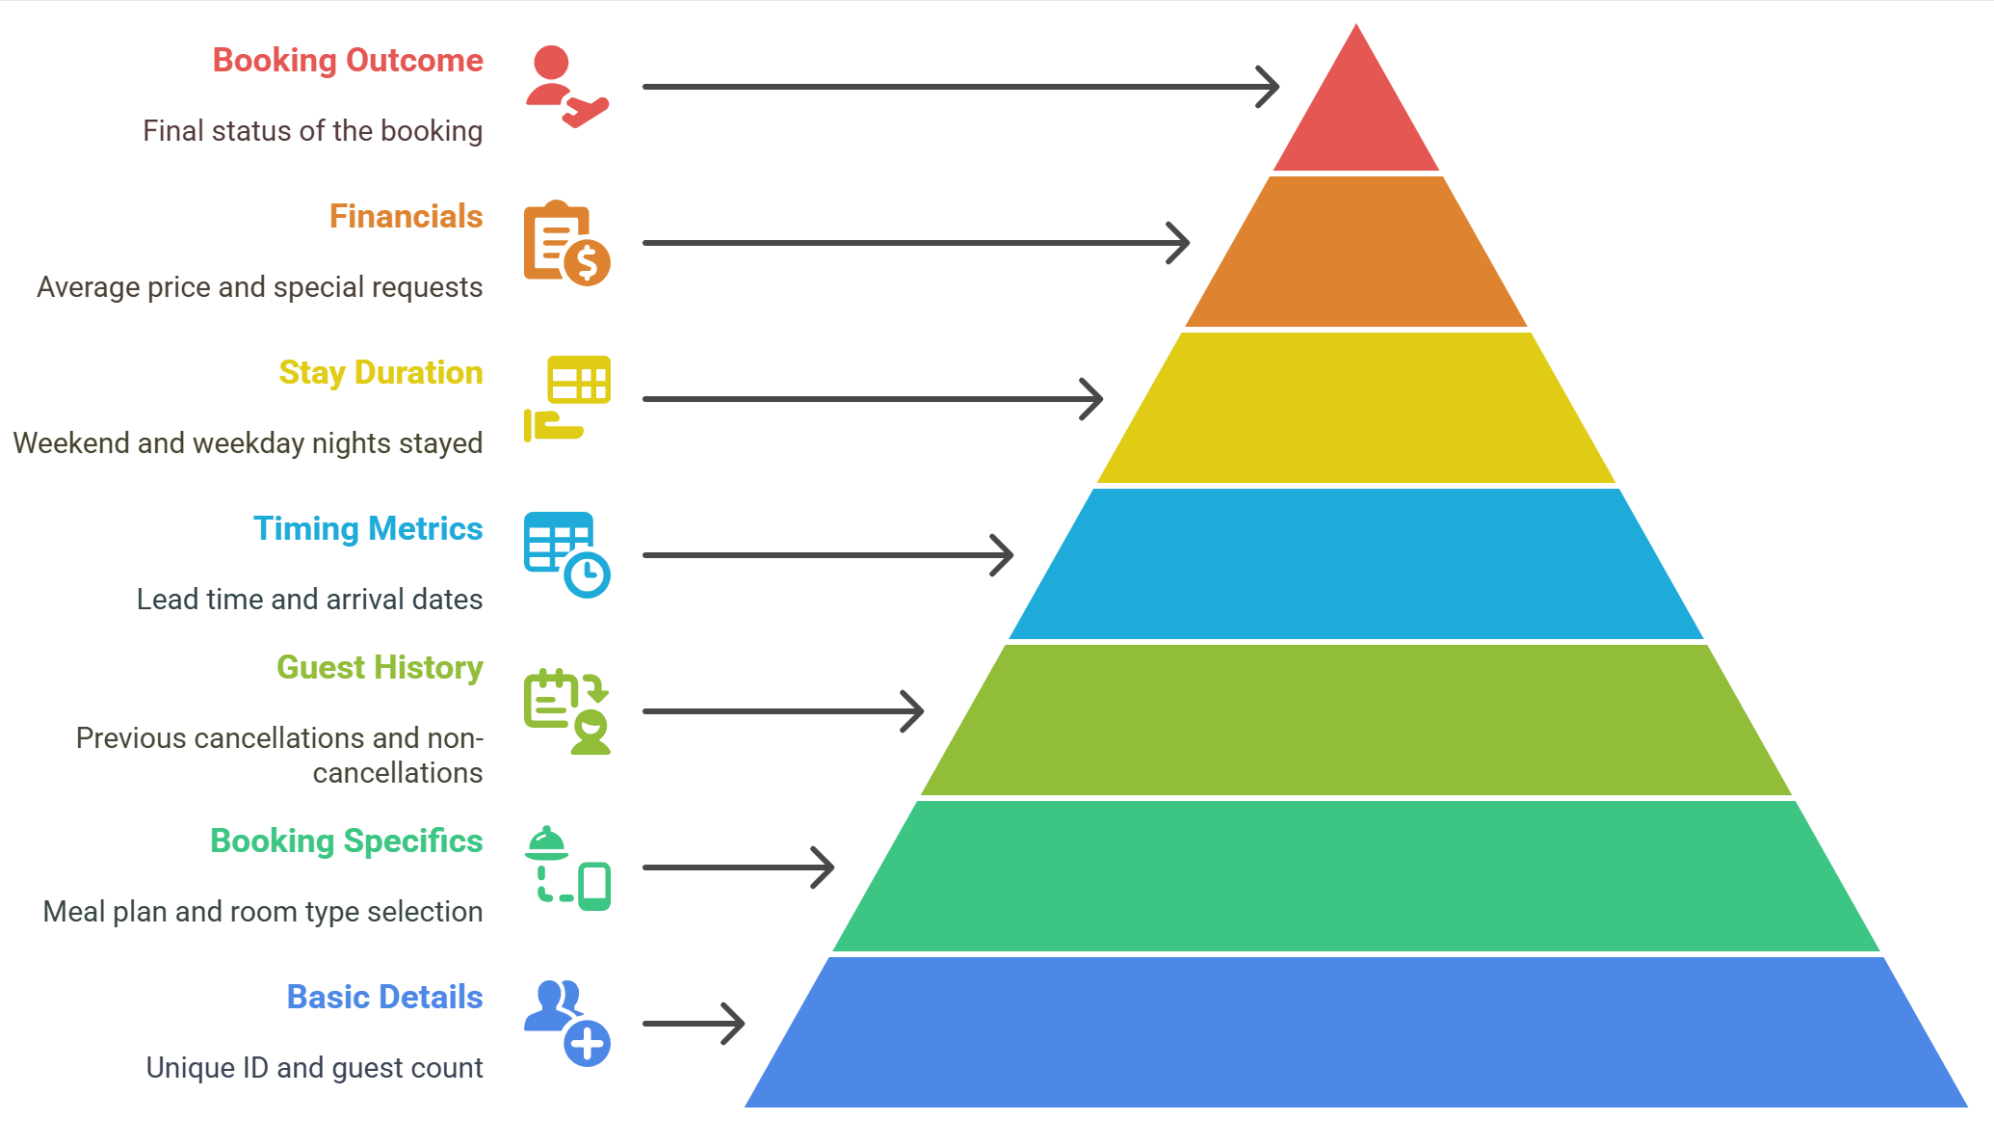 Booking Outcome
Final status of the booking
Financials
Average price and special requests
Stay Duration
Weekend and weekday nights stayed
Timing Metrics
Lead time and arrival dates
Guest History
Previous cancellations and non-
cancellations
Booking Specifics
Meal plan and room type selection
Basic Details
Unique ID and guest count